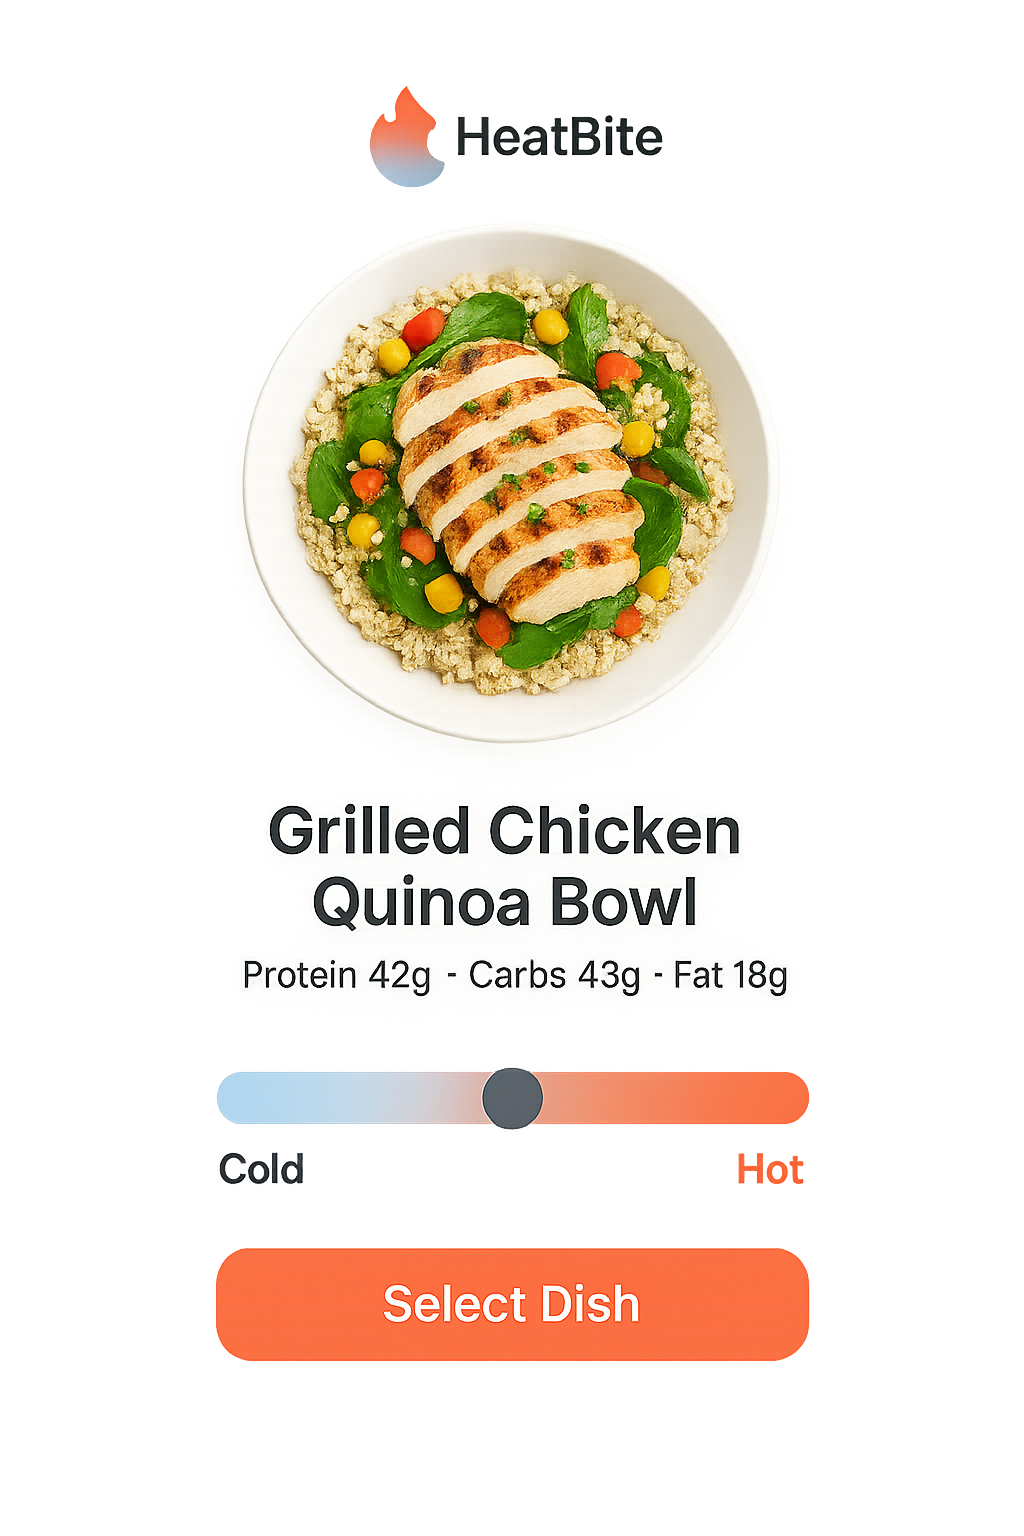 HeatBite
Grilled Chicken
Quinoa Bowl
Protein 42g - Carbs 43g - Fat 18g
Cold
Hot
Select Dish